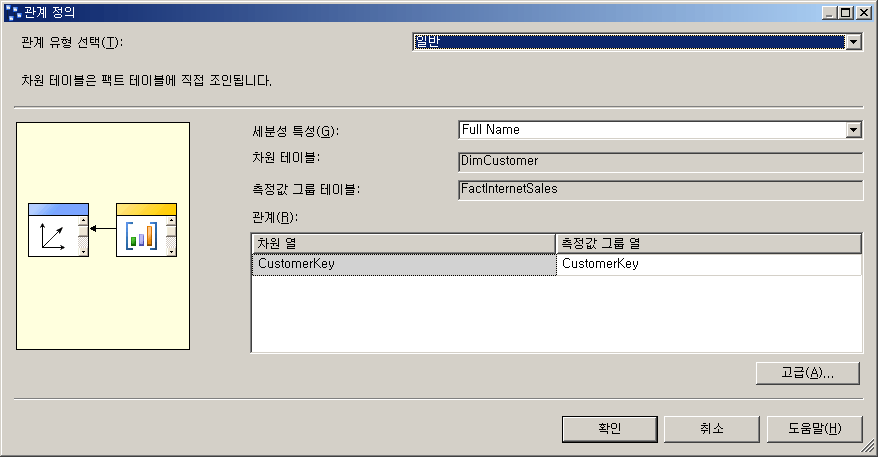 관계 정의
관계 유형 선택(T):
일반
차원 테이블은 팩트 테이블에 직접 조인됩니다.
세분성 특성(G):
Full Name
차원 테이블:
DimCustomer
측정값 그룹 테이블:
FactInternetSales
관계(R):
차원 열 측정값 그룹 열
CustomerKey CustomerKey
고급(A)...
확인 취소 도움말(H)